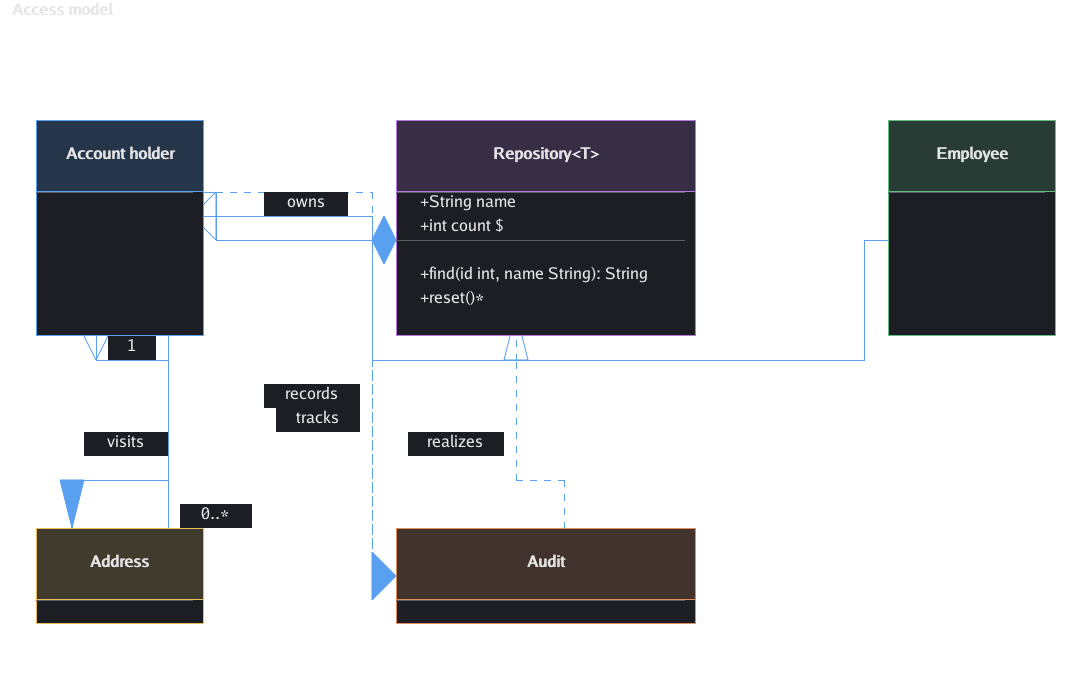 Access model
Account holder
Repository<T>
Employee
owns
+String name
+int count $
+find(id int, name String): String
+reset()*
1
records
tracks
visits
realizes
0..*
Address
Audit